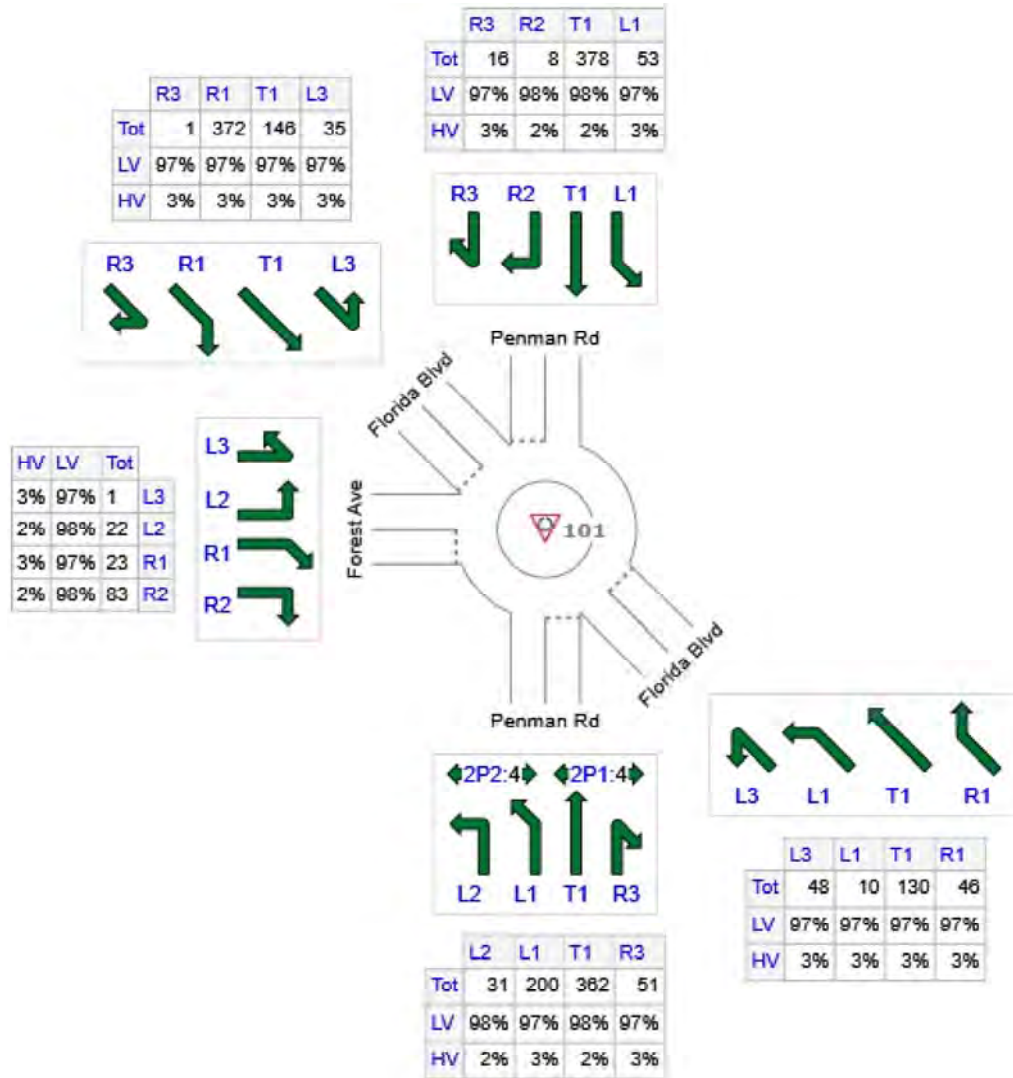 R3 R2 T1 L1
Tot 16 8 378 53
LV 97% 98% 98% 97%
HV 3% 2% 2% 3%
R3 R1 T1 L3
Tot 1 372 146 35
LV 97% 97% 97% 97%
HV 3% 3% 3% 3%
R3 R2 T1 L1
R3 R1 T1 L3
Penman Rd
Florida Blvd
HV LV Tot
3% 97% 1 L3
2% 98% 22 L2
3% 97% 23 R1
2% 98% 83 R2
L3
L2
R1
R2
Forest Ave
101
Florida Blvd
Penman Rd
2P2:4 2P1:4
L2 L1 T1 R3
L3 L1 T1 R1
L3 L1 T1 R1
Tot 48 10 130 46
LV 97% 97% 97% 97%
HV 3% 3% 3% 3%
L2 L1 T1 R3
Tot 31 200 362 51
LV 98% 97% 98% 97%
HV 2% 3% 2% 3%